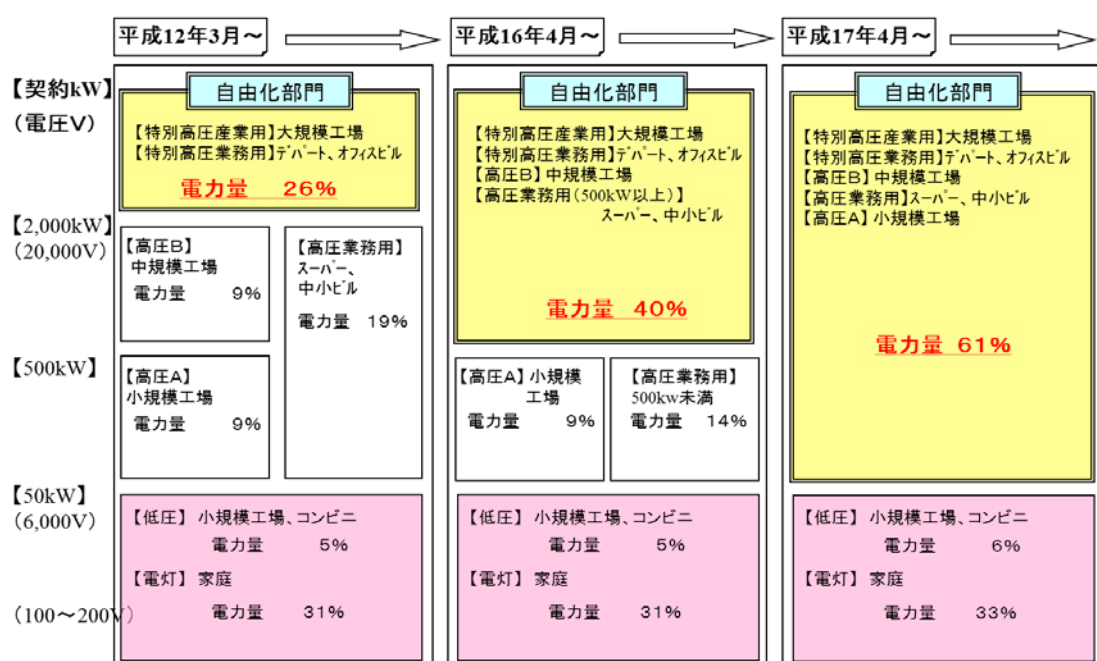 平成12年3月～
平成16年4月～
平成17年4月～
【契約kW】
（電圧V）
【2,000kW】
(20,000V)
【500kW】
【50kW】
(6,000V)
(100～200V)
自由化部門
【特別高圧産業用】大規模工場
【特別高圧業務用】ﾃﾞﾊﾟｰﾄ、ｵﾌｨｽﾋﾞﾙ
電力量　26%
【高圧B】
中規模工場
電力量　9%
【高圧業務用】
ｽｰﾊﾟｰ、
中小ﾋﾞﾙ
電力量　19%
【高圧A】
小規模工場
電力量　9%
【低圧】 小規模工場、コンビニ
電力量　5%
【電灯】 家庭
電力量　31%
自由化部門
【特別高圧産業用】大規模工場
【特別高圧業務用】ﾃﾞﾊﾟｰﾄ、ｵﾌｨｽﾋﾞﾙ
【高圧B】中規模工場
【高圧業務用（500kW以上）】
ｽｰﾊﾟｰ、中小ﾋﾞﾙ
電力量　40%
【高圧A】小規模
工場
電力量　9%
【高圧業務用】
500kw未満
電力量　14%
【低圧】 小規模工場、コンビニ
電力量　5%
【電灯】 家庭
電力量　31%
自由化部門
【特別高圧産業用】大規模工場
【特別高圧業務用】ﾃﾞﾊﾟｰﾄ、ｵﾌｨｽﾋﾞﾙ
【高圧B】中規模工場
【高圧業務用】ｽｰﾊﾟｰ、中小ﾋﾞﾙ
【高圧A】小規模工場
電力量　61%
【低圧】 小規模工場、コンビニ
電力量　6%
【電灯】 家庭
電力量　33%